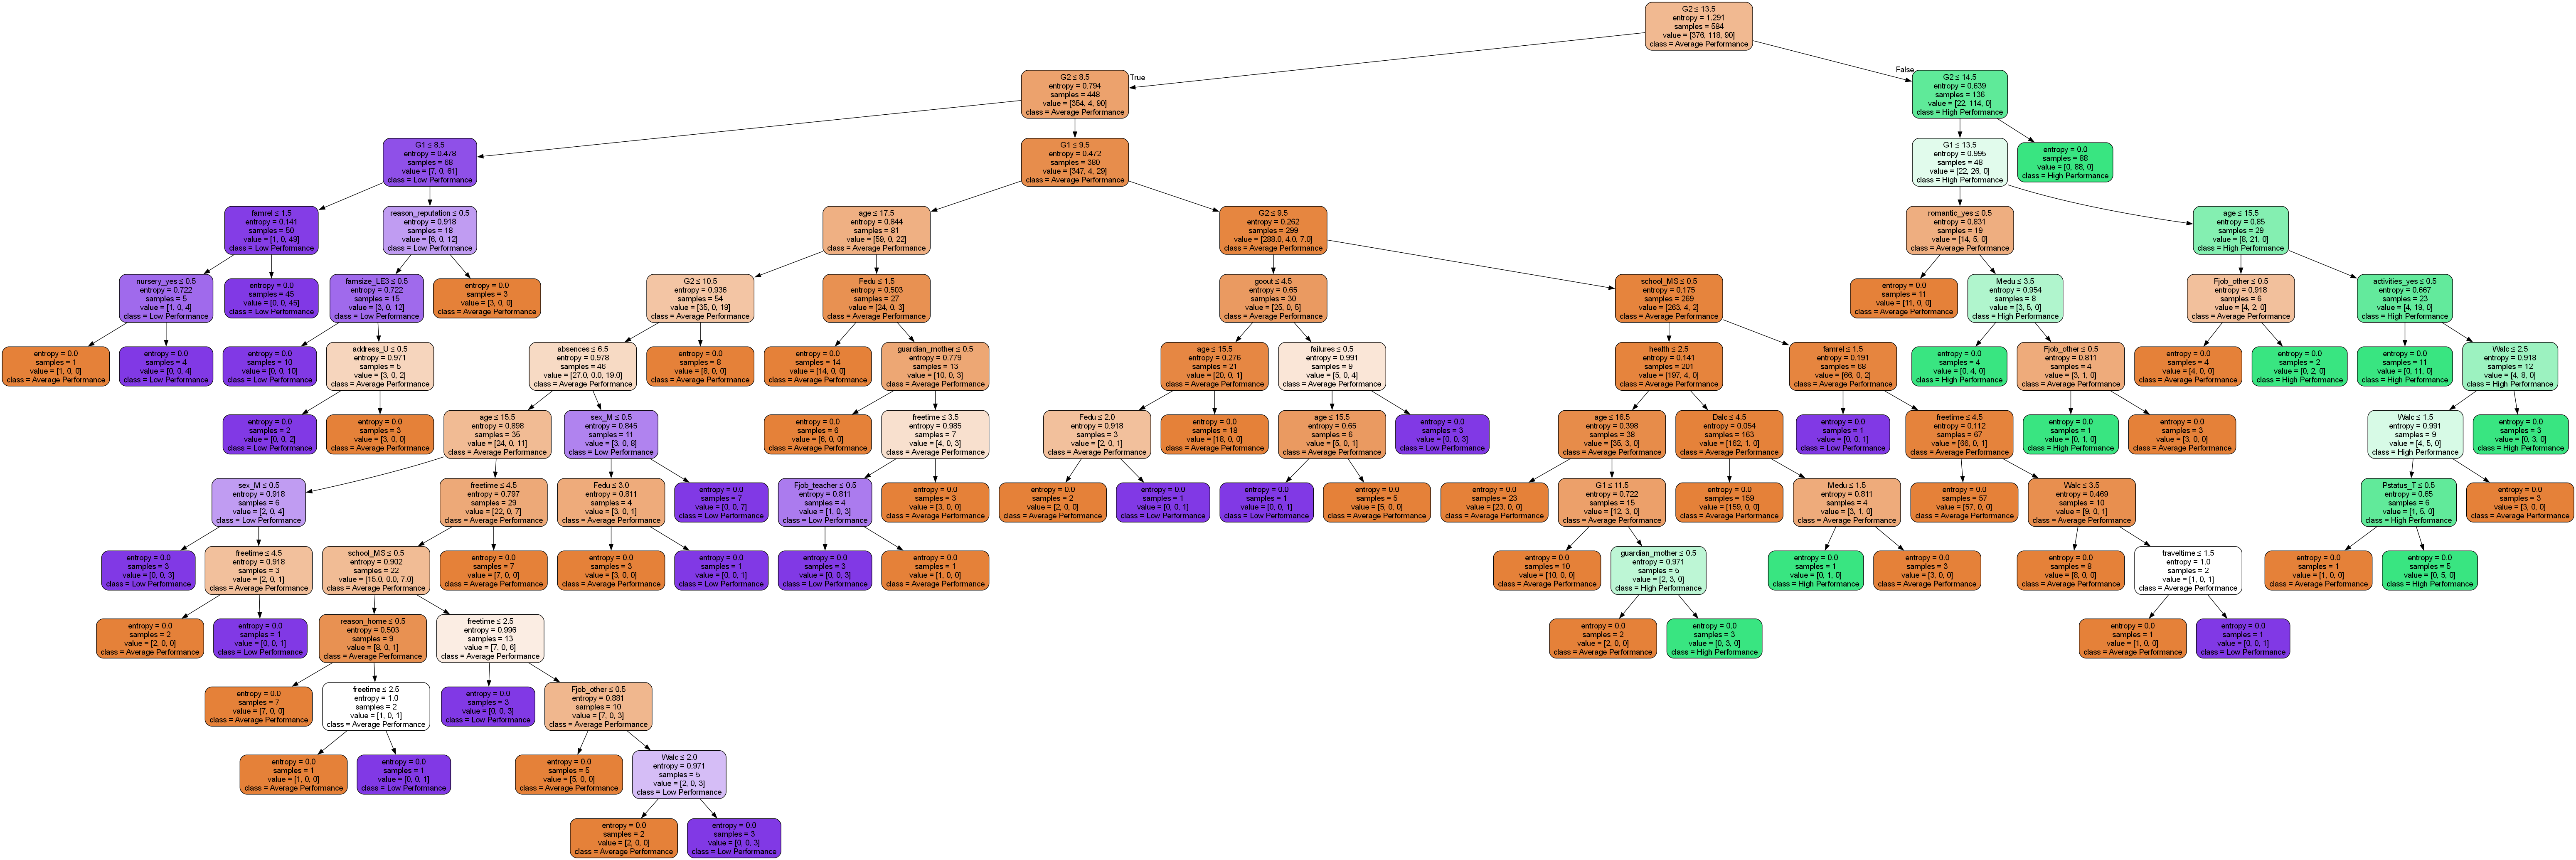 G2 ≤ 13.5
entropy = 1.291
samples = 584
value = [376, 118, 90]
class = Average Performance
True
False
G2 ≤ 8.5
entropy = 0.794
samples = 448
value = [354, 4, 90]
class = Average Performance
G2 ≤ 14.5
entropy = 0.639
samples = 136
value = [22, 114, 0]
class = High Performance
G1 ≤ 8.5
entropy = 0.478
samples = 68
value = [7, 0, 61]
class = Low Performance
G1 ≤ 9.5
entropy = 0.472
samples = 380
value = [347, 4, 29]
class = Average Performance
G1 ≤ 13.5
entropy = 0.995
samples = 48
value = [22, 26, 0]
class = High Performance
entropy = 0.0
samples = 88
value = [0, 88, 0]
class = High Performance
famrel ≤ 1.5
entropy = 0.141
samples = 50
value = [1, 0, 49]
class = Low Performance
reason_reputation ≤ 0.5
entropy = 0.918
samples = 18
value = [6, 0, 12]
class = Low Performance
age ≤ 17.5
entropy = 0.844
samples = 81
value = [59, 0, 22]
class = Average Performance
G2 ≤ 9.5
entropy = 0.262
samples = 299
value = [288.0, 4.0, 7.0]
class = Average Performance
romantic_yes ≤ 0.5
entropy = 0.831
samples = 19
value = [14, 5, 0]
class = Average Performance
age ≤ 15.5
entropy = 0.85
samples = 29
value = [8, 21, 0]
class = High Performance
nursery_yes ≤ 0.5
entropy = 0.722
samples = 5
value = [1, 0, 4]
class = Low Performance
entropy = 0.0
samples = 45
value = [0, 0, 45]
class = Low Performance
famsize_LE3 ≤ 0.5
entropy = 0.722
samples = 15
value = [3, 0, 12]
class = Low Performance
entropy = 0.0
samples = 3
value = [3, 0, 0]
class = Average Performance
G2 ≤ 10.5
entropy = 0.936
samples = 54
value = [35, 0, 19]
class = Average Performance
Fedu ≤ 1.5
entropy = 0.503
samples = 27
value = [24, 0, 3]
class = Average Performance
goout ≤ 4.5
entropy = 0.65
samples = 30
value = [25, 0, 5]
class = Average Performance
school_MS ≤ 0.5
entropy = 0.175
samples = 269
value = [263, 4, 2]
class = Average Performance
entropy = 0.0
samples = 11
value = [11, 0, 0]
class = Average Performance
Medu ≤ 3.5
entropy = 0.954
samples = 8
value = [3, 5, 0]
class = High Performance
Fjob_other ≤ 0.5
entropy = 0.918
samples = 6
value = [4, 2, 0]
class = Average Performance
activities_yes ≤ 0.5
entropy = 0.667
samples = 23
value = [4, 19, 0]
class = High Performance
entropy = 0.0
samples = 1
value = [1, 0, 0]
class = Average Performance
entropy = 0.0
samples = 4
value = [0, 0, 4]
class = Low Performance
entropy = 0.0
samples = 10
value = [0, 0, 10]
class = Low Performance
address_U ≤ 0.5
entropy = 0.971
samples = 5
value = [3, 0, 2]
class = Average Performance
absences ≤ 6.5
entropy = 0.978
samples = 46
value = [27.0, 0.0, 19.0]
class = Average Performance
entropy = 0.0
samples = 8
value = [8, 0, 0]
class = Average Performance
entropy = 0.0
samples = 14
value = [14, 0, 0]
class = Average Performance
guardian_mother ≤ 0.5
entropy = 0.779
samples = 13
value = [10, 0, 3]
class = Average Performance
age ≤ 15.5
entropy = 0.276
samples = 21
value = [20, 0, 1]
class = Average Performance
failures ≤ 0.5
entropy = 0.991
samples = 9
value = [5, 0, 4]
class = Average Performance
health ≤ 2.5
entropy = 0.141
samples = 201
value = [197, 4, 0]
class = Average Performance
famrel ≤ 1.5
entropy = 0.191
samples = 68
value = [66, 0, 2]
class = Average Performance
entropy = 0.0
samples = 4
value = [0, 4, 0]
class = High Performance
Fjob_other ≤ 0.5
entropy = 0.811
samples = 4
value = [3, 1, 0]
class = Average Performance
entropy = 0.0
samples = 4
value = [4, 0, 0]
class = Average Performance
entropy = 0.0
samples = 2
value = [0, 2, 0]
class = High Performance
entropy = 0.0
samples = 11
value = [0, 11, 0]
class = High Performance
Walc ≤ 2.5
entropy = 0.918
samples = 12
value = [4, 8, 0]
class = High Performance
entropy = 0.0
samples = 2
value = [0, 0, 2]
class = Low Performance
entropy = 0.0
samples = 3
value = [3, 0, 0]
class = Average Performance
age ≤ 15.5
entropy = 0.898
samples = 35
value = [24, 0, 11]
class = Average Performance
sex_M ≤ 0.5
entropy = 0.845
samples = 11
value = [3, 0, 8]
class = Low Performance
entropy = 0.0
samples = 6
value = [6, 0, 0]
class = Average Performance
freetime ≤ 3.5
entropy = 0.985
samples = 7
value = [4, 0, 3]
class = Average Performance
Fedu ≤ 2.0
entropy = 0.918
samples = 3
value = [2, 0, 1]
class = Average Performance
entropy = 0.0
samples = 18
value = [18, 0, 0]
class = Average Performance
age ≤ 15.5
entropy = 0.65
samples = 6
value = [5, 0, 1]
class = Average Performance
entropy = 0.0
samples = 3
value = [0, 0, 3]
class = Low Performance
age ≤ 16.5
entropy = 0.398
samples = 38
value = [35, 3, 0]
class = Average Performance
Dalc ≤ 4.5
entropy = 0.054
samples = 163
value = [162, 1, 0]
class = Average Performance
entropy = 0.0
samples = 1
value = [0, 0, 1]
class = Low Performance
freetime ≤ 4.5
entropy = 0.112
samples = 67
value = [66, 0, 1]
class = Average Performance
entropy = 0.0
samples = 1
value = [0, 1, 0]
class = High Performance
entropy = 0.0
samples = 3
value = [3, 0, 0]
class = Average Performance
Walc ≤ 1.5
entropy = 0.991
samples = 9
value = [4, 5, 0]
class = High Performance
entropy = 0.0
samples = 3
value = [0, 3, 0]
class = High Performance
sex_M ≤ 0.5
entropy = 0.918
samples = 6
value = [2, 0, 4]
class = Low Performance
freetime ≤ 4.5
entropy = 0.797
samples = 29
value = [22, 0, 7]
class = Average Performance
Fedu ≤ 3.0
entropy = 0.811
samples = 4
value = [3, 0, 1]
class = Average Performance
entropy = 0.0
samples = 7
value = [0, 0, 7]
class = Low Performance
Fjob_teacher ≤ 0.5
entropy = 0.811
samples = 4
value = [1, 0, 3]
class = Low Performance
entropy = 0.0
samples = 3
value = [3, 0, 0]
class = Average Performance
entropy = 0.0
samples = 2
value = [2, 0, 0]
class = Average Performance
entropy = 0.0
samples = 1
value = [0, 0, 1]
class = Low Performance
entropy = 0.0
samples = 1
value = [0, 0, 1]
class = Low Performance
entropy = 0.0
samples = 5
value = [5, 0, 0]
class = Average Performance
entropy = 0.0
samples = 23
value = [23, 0, 0]
class = Average Performance
G1 ≤ 11.5
entropy = 0.722
samples = 15
value = [12, 3, 0]
class = Average Performance
entropy = 0.0
samples = 159
value = [159, 0, 0]
class = Average Performance
Medu ≤ 1.5
entropy = 0.811
samples = 4
value = [3, 1, 0]
class = Average Performance
entropy = 0.0
samples = 57
value = [57, 0, 0]
class = Average Performance
Walc ≤ 3.5
entropy = 0.469
samples = 10
value = [9, 0, 1]
class = Average Performance
Pstatus_T ≤ 0.5
entropy = 0.65
samples = 6
value = [1, 5, 0]
class = High Performance
entropy = 0.0
samples = 3
value = [3, 0, 0]
class = Average Performance
entropy = 0.0
samples = 3
value = [0, 0, 3]
class = Low Performance
freetime ≤ 4.5
entropy = 0.918
samples = 3
value = [2, 0, 1]
class = Average Performance
school_MS ≤ 0.5
entropy = 0.902
samples = 22
value = [15.0, 0.0, 7.0]
class = Average Performance
entropy = 0.0
samples = 7
value = [7, 0, 0]
class = Average Performance
entropy = 0.0
samples = 3
value = [3, 0, 0]
class = Average Performance
entropy = 0.0
samples = 1
value = [0, 0, 1]
class = Low Performance
entropy = 0.0
samples = 3
value = [0, 0, 3]
class = Low Performance
entropy = 0.0
samples = 1
value = [1, 0, 0]
class = Average Performance
entropy = 0.0
samples = 10
value = [10, 0, 0]
class = Average Performance
guardian_mother ≤ 0.5
entropy = 0.971
samples = 5
value = [2, 3, 0]
class = High Performance
entropy = 0.0
samples = 1
value = [0, 1, 0]
class = High Performance
entropy = 0.0
samples = 3
value = [3, 0, 0]
class = Average Performance
entropy = 0.0
samples = 8
value = [8, 0, 0]
class = Average Performance
traveltime ≤ 1.5
entropy = 1.0
samples = 2
value = [1, 0, 1]
class = Average Performance
entropy = 0.0
samples = 1
value = [1, 0, 0]
class = Average Performance
entropy = 0.0
samples = 5
value = [0, 5, 0]
class = High Performance
entropy = 0.0
samples = 2
value = [2, 0, 0]
class = Average Performance
entropy = 0.0
samples = 1
value = [0, 0, 1]
class = Low Performance
reason_home ≤ 0.5
entropy = 0.503
samples = 9
value = [8, 0, 1]
class = Average Performance
freetime ≤ 2.5
entropy = 0.996
samples = 13
value = [7, 0, 6]
class = Average Performance
entropy = 0.0
samples = 2
value = [2, 0, 0]
class = Average Performance
entropy = 0.0
samples = 3
value = [0, 3, 0]
class = High Performance
entropy = 0.0
samples = 1
value = [1, 0, 0]
class = Average Performance
entropy = 0.0
samples = 1
value = [0, 0, 1]
class = Low Performance
entropy = 0.0
samples = 7
value = [7, 0, 0]
class = Average Performance
freetime ≤ 2.5
entropy = 1.0
samples = 2
value = [1, 0, 1]
class = Average Performance
entropy = 0.0
samples = 3
value = [0, 0, 3]
class = Low Performance
Fjob_other ≤ 0.5
entropy = 0.881
samples = 10
value = [7, 0, 3]
class = Average Performance
entropy = 0.0
samples = 1
value = [1, 0, 0]
class = Average Performance
entropy = 0.0
samples = 1
value = [0, 0, 1]
class = Low Performance
entropy = 0.0
samples = 5
value = [5, 0, 0]
class = Average Performance
Walc ≤ 2.0
entropy = 0.971
samples = 5
value = [2, 0, 3]
class = Low Performance
entropy = 0.0
samples = 2
value = [2, 0, 0]
class = Average Performance
entropy = 0.0
samples = 3
value = [0, 0, 3]
class = Low Performance